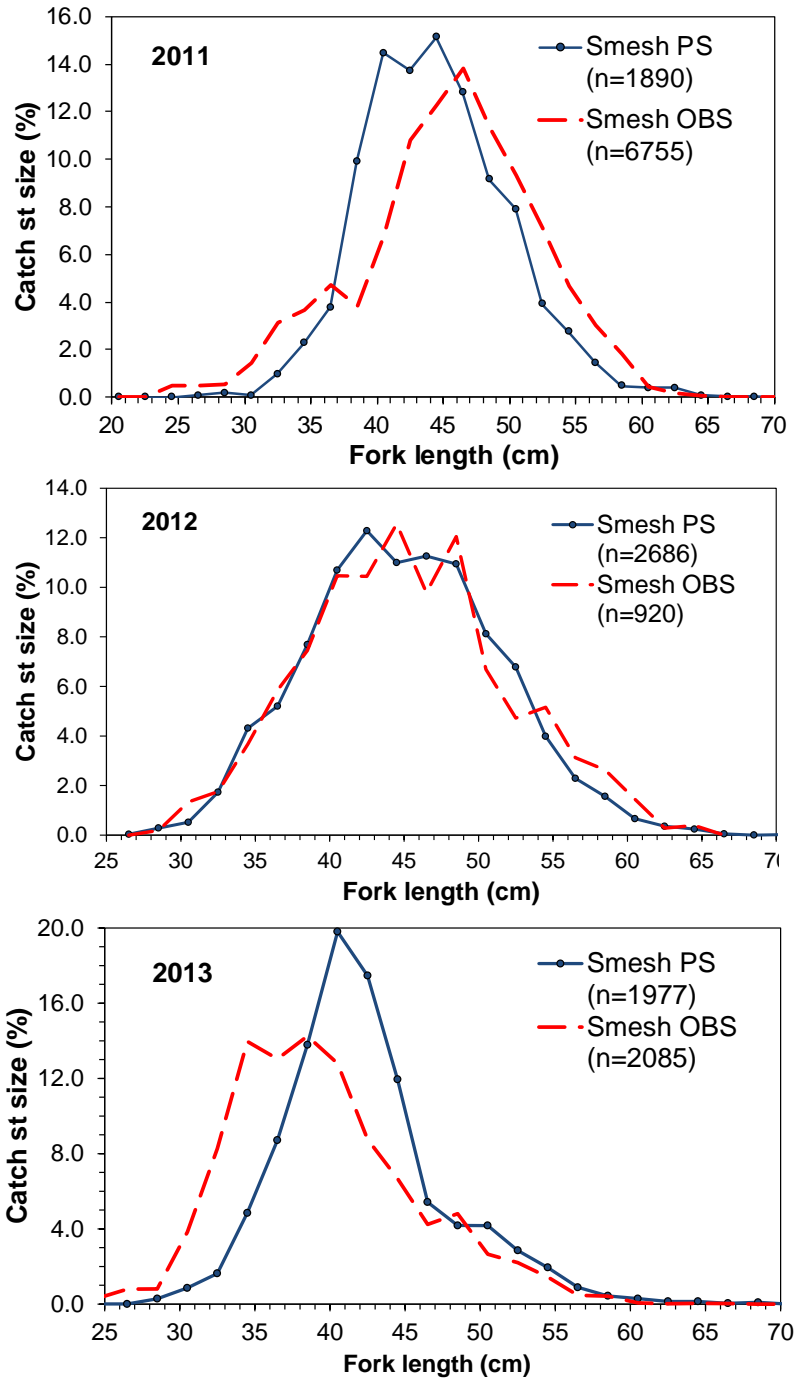 16.0
14.0
12.0
10.0
8.0
6.0
4.0
2.0
0.0
Catch st size (%)
2011
Smesh PS
(n=1890)
Smesh OBS
(n=6755)
20 25 30 35 40 45 50 55 60 65 70
Fork length (cm)
14.0
12.0
10.0
8.0
6.0
4.0
2.0
0.0
Catch st size (%)
2012
Smesh PS
(n=2686)
Smesh OBS
(n=920)
25 30 35 40 45 50 55 60 65 70
Fork length (cm)
20.0
16.0
12.0
8.0
4.0
0.0
Catch st size (%)
2013
Smesh PS
(n=1977)
Smesh OBS
(n=2085)
25 30 35 40 45 50 55 60 65 70
Fork length (cm)